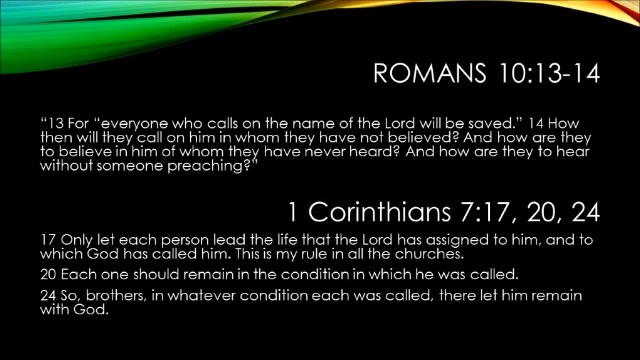 ROMANS 10:13-14
“13 For “everyone who calls on the name of the Lord will be saved.” 14 How
then will they call on him in whom they have not believed? And how are they
to believe in him of whom they have never heard? And how are they to hear
without someone preaching?”
1 Corinthians 7:17, 20, 24
17 Only let each person lead the life that the Lord has assigned to him, and to
which God has called him. This is my rule in all the churches.
20 Each one should remain in the condition in which he was called.
24 So, brothers, in whatever condition each was called, there let him remain
with God.